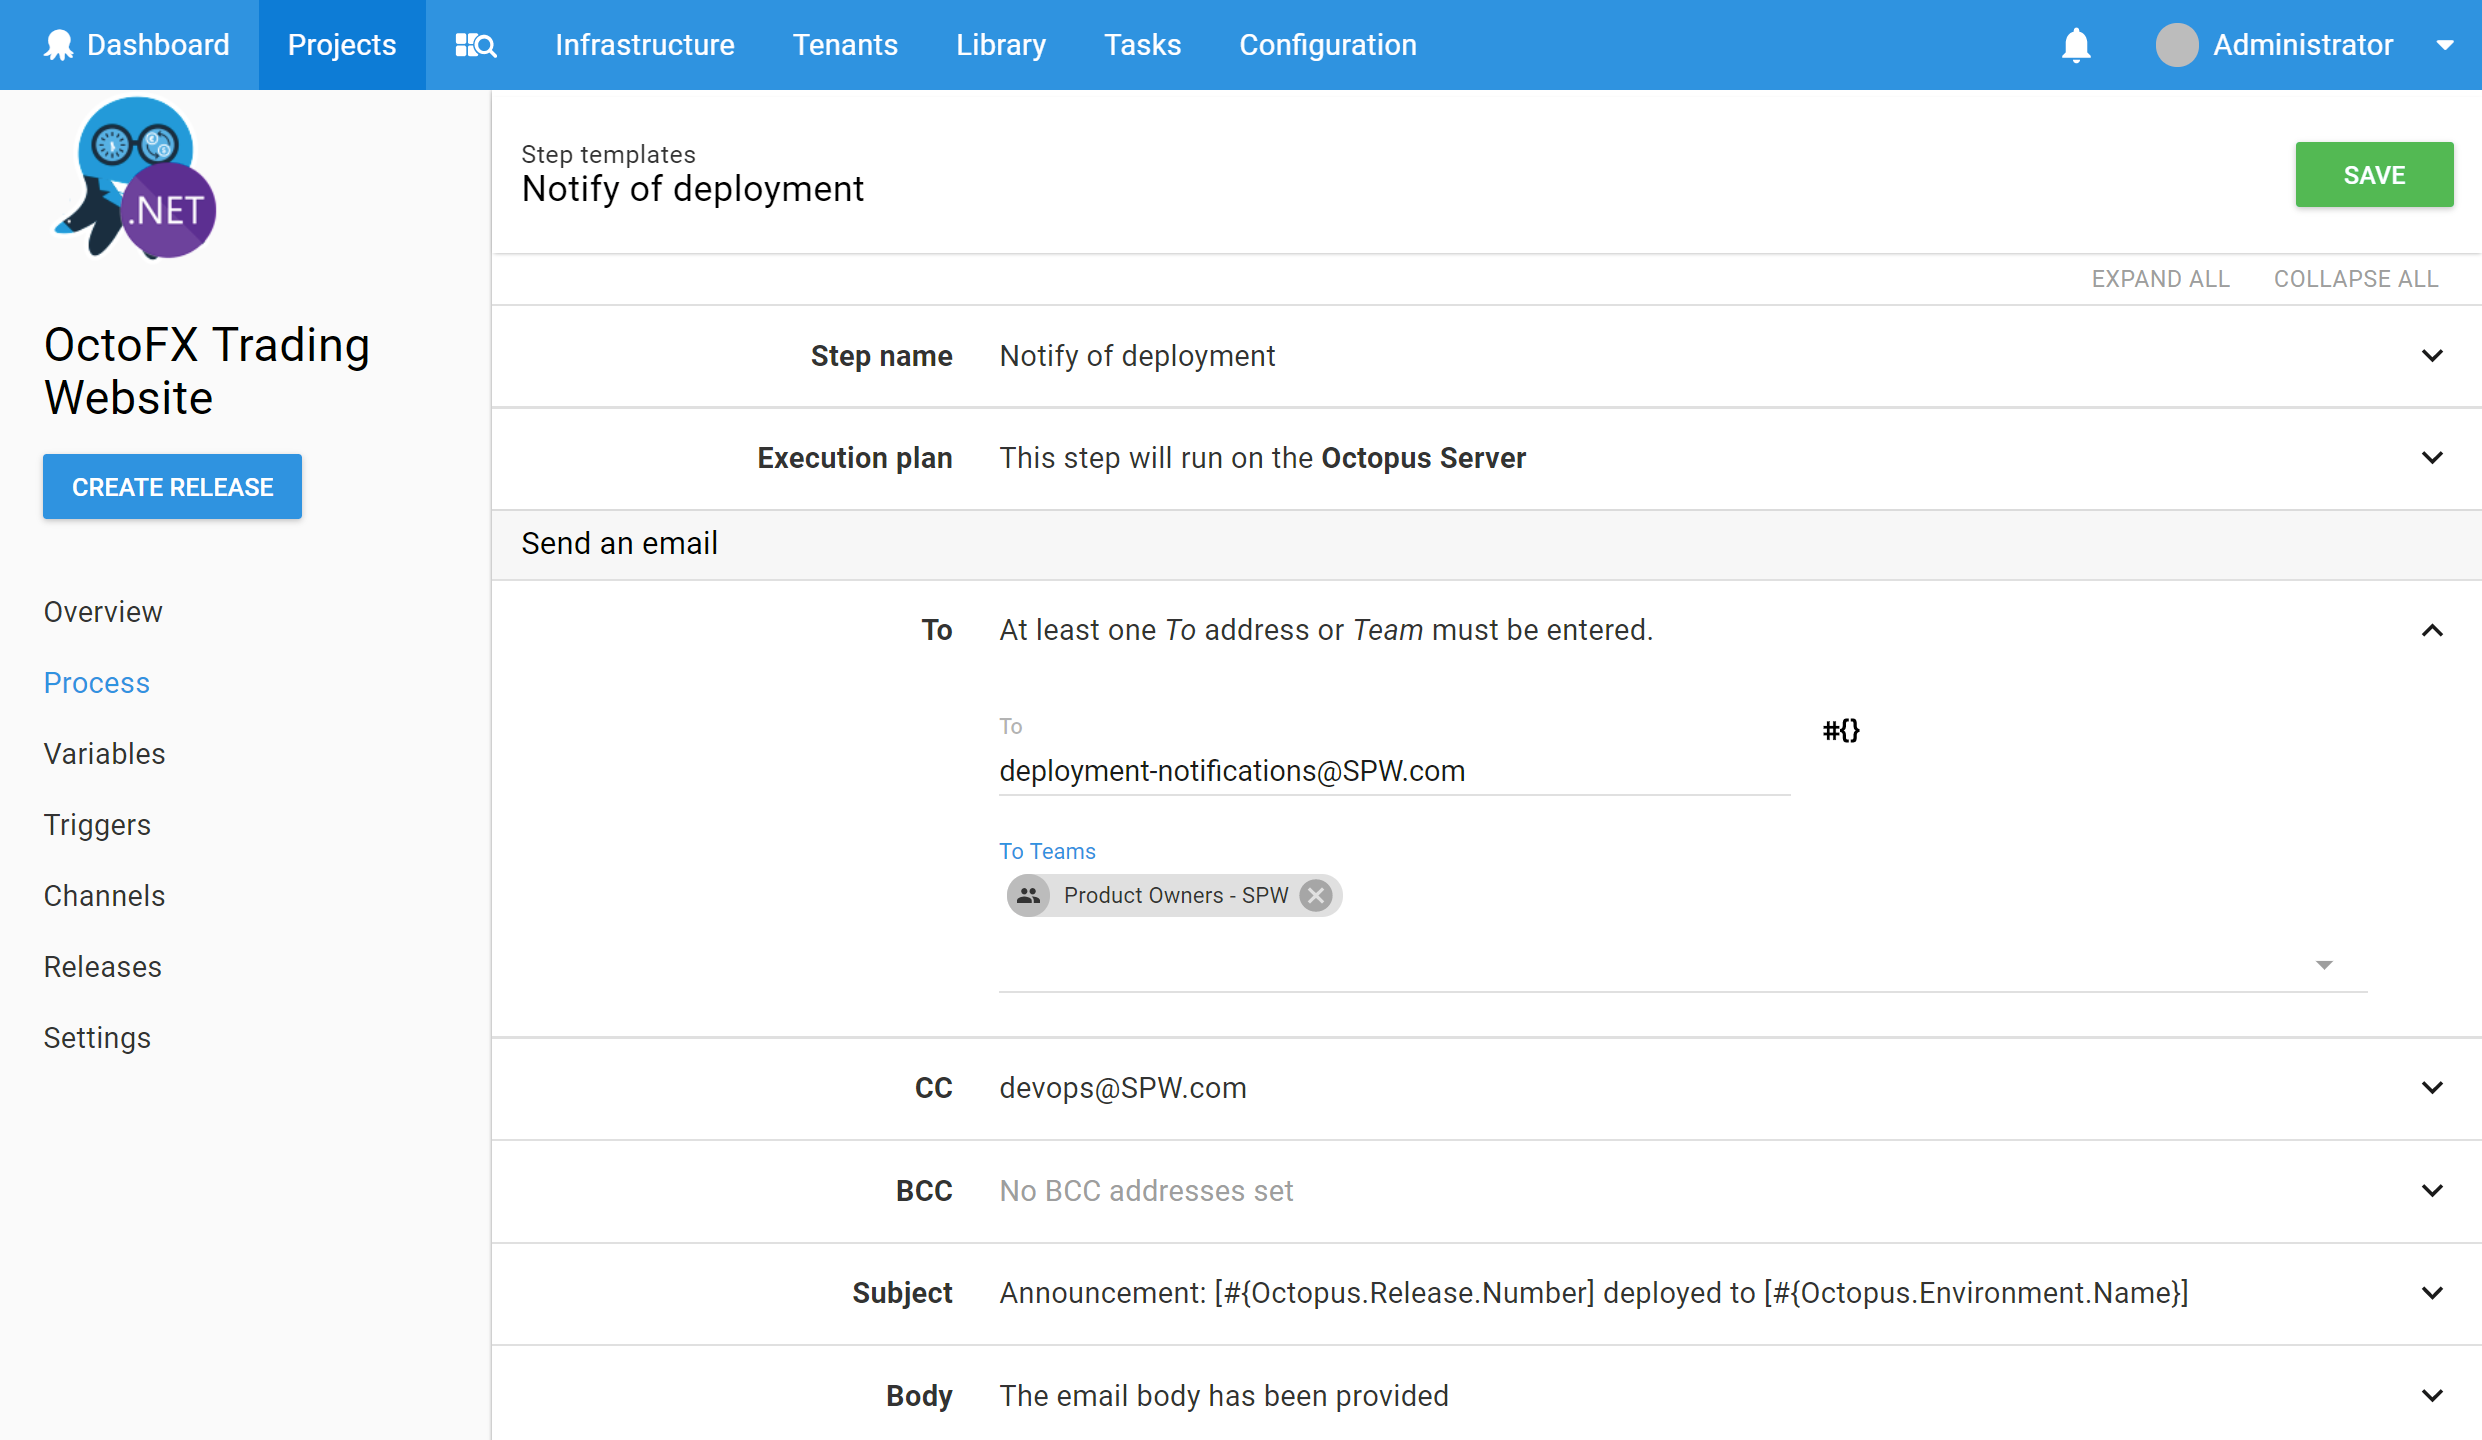 Dashboard Projects Infrastructure Tenants Library Tasks Configuration Administrator
.NET
OctoFX Trading
Website
CREATE RELEASE
Overview
Process
Variables
Triggers
Channels
Releases
Settings
Step templates
Notify of deployment
SAVE
EXPAND ALL COLLAPSE ALL
Step name Notify of deployment
Execution plan This step will run on the Octopus Server
Send an email
To At least one To address or Team must be entered.
To
#{}
deployment-notifications@SPW.com
To Teams
Product Owners - SPW
CC devops@SPW.com
BCC No BCC addresses set
Subject Announcement: [#{Octopus.Release.Number] deployed to [#{Octopus.Environment.Name}]
Body The email body has been provided